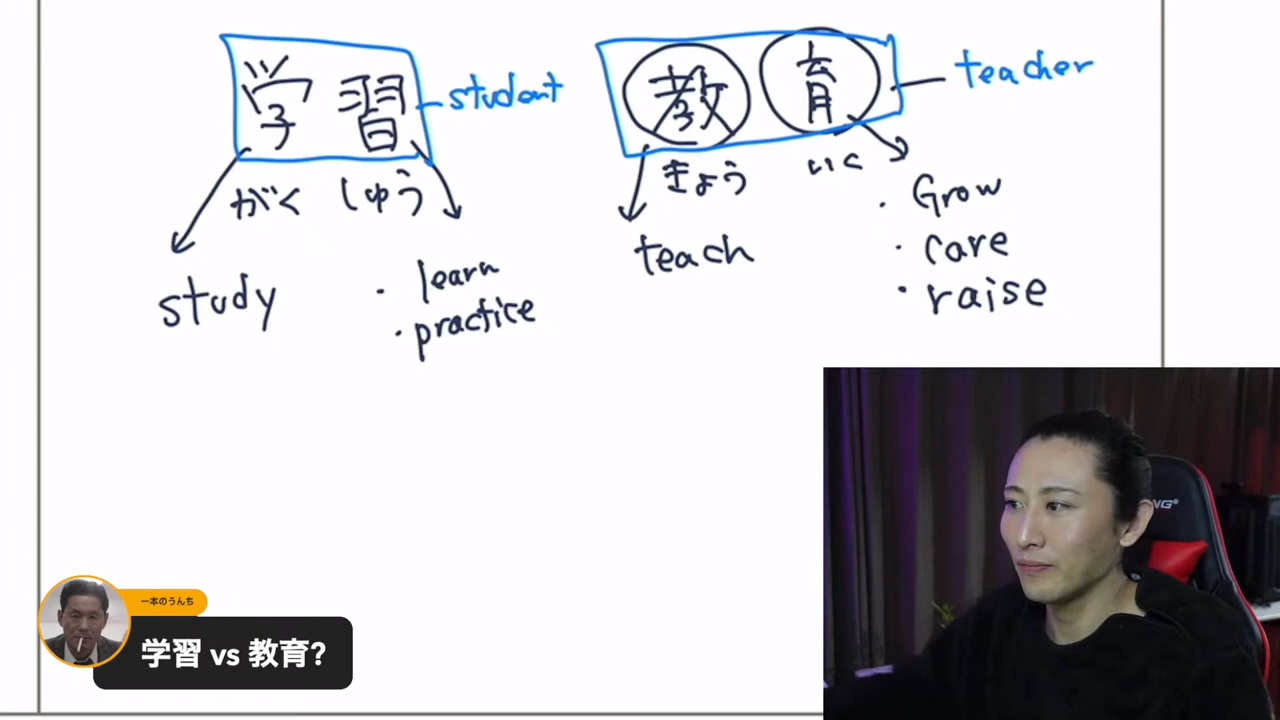 学習
student
教育
teacher
がく しゅう
きょう いく
study
・learn
・practice
teach
・Grow
・care
・raise
一本のうんち
学習 vs 教育?
NG